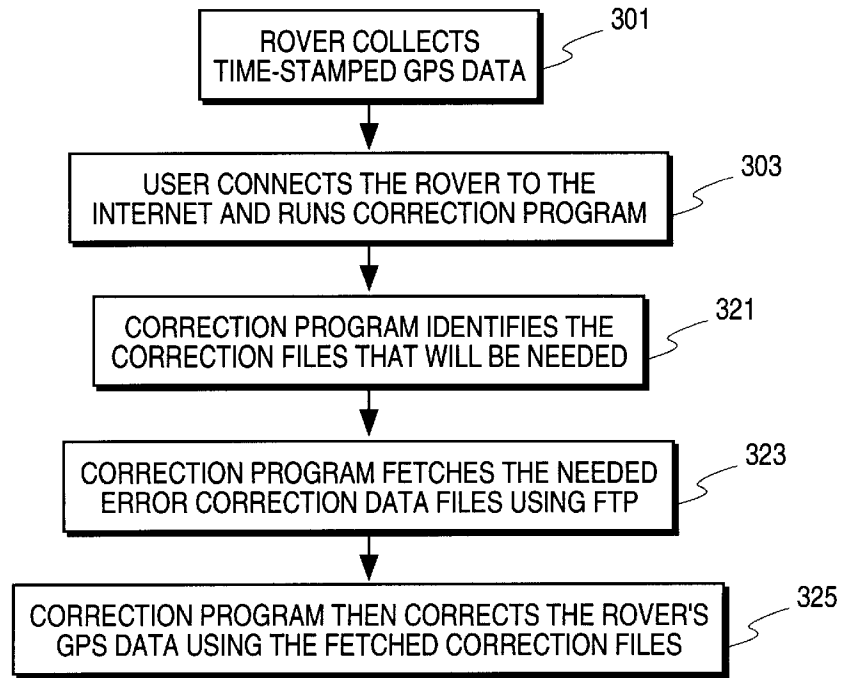 301
ROVER COLLECTS
TIME-STAMPED GPS DATA
303
USER CONNECTS THE ROVER TO THE
INTERNET AND RUNS CORRECTION PROGRAM
321
CORRECTION PROGRAM IDENTIFIES THE
CORRECTION FILES THAT WILL BE NEEDED
323
CORRECTION PROGRAM FETCHES THE NEEDED
ERROR CORRECTION DATA FILES USING FTP
325
CORRECTION PROGRAM THEN CORRECTS THE ROVER'S
GPS DATA USING THE FETCHED CORRECTION FILES